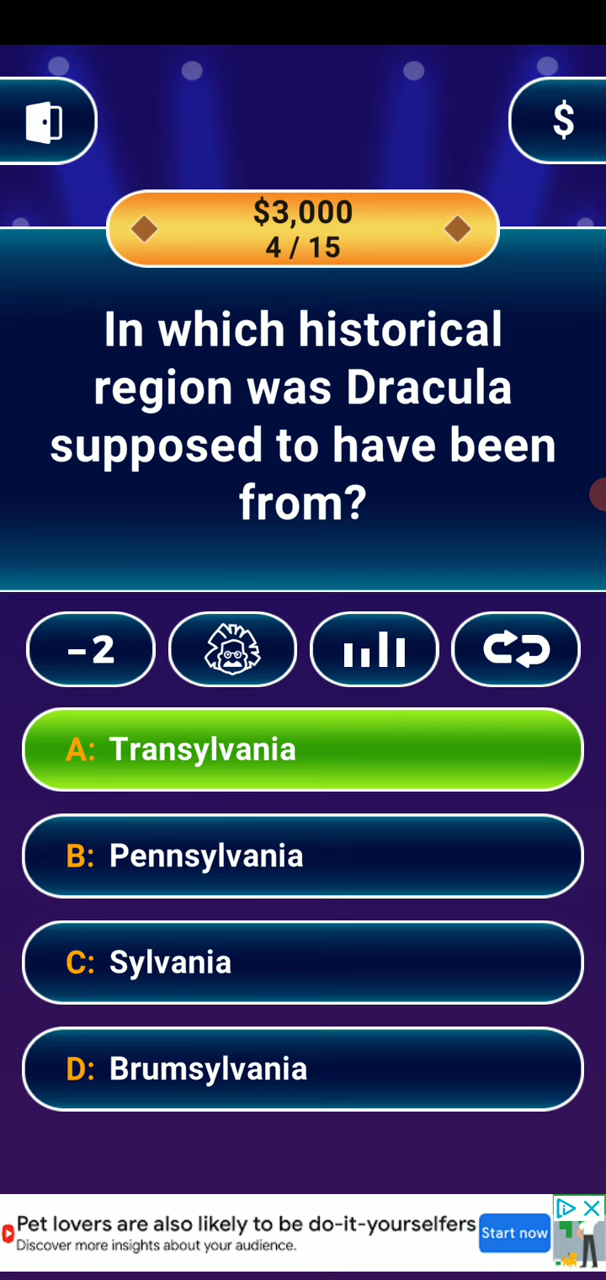 $
$3,000
4 / 15
In which historical
region was Dracula
supposed to have been
from?
-2
A: Transylvania
B: Pennsylvania
C: Sylvania
D: Brumsylvania
Pet lovers are also likely to be do-it-yourselfers
Discover more insights about your audience.
Start now